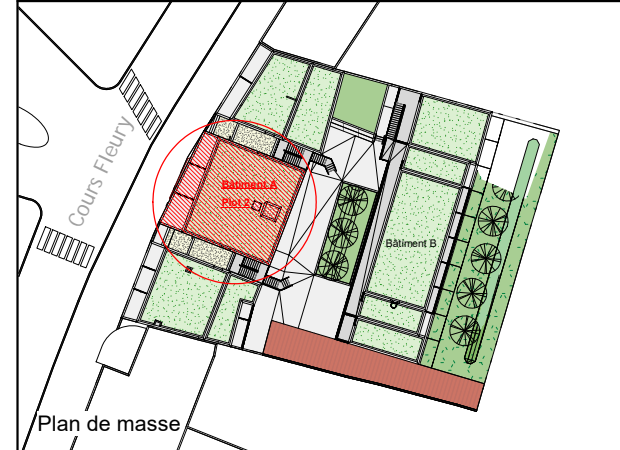 Cours Fleury
Bâtiment A
Plot 2
Bâtiment B
Plan de masse